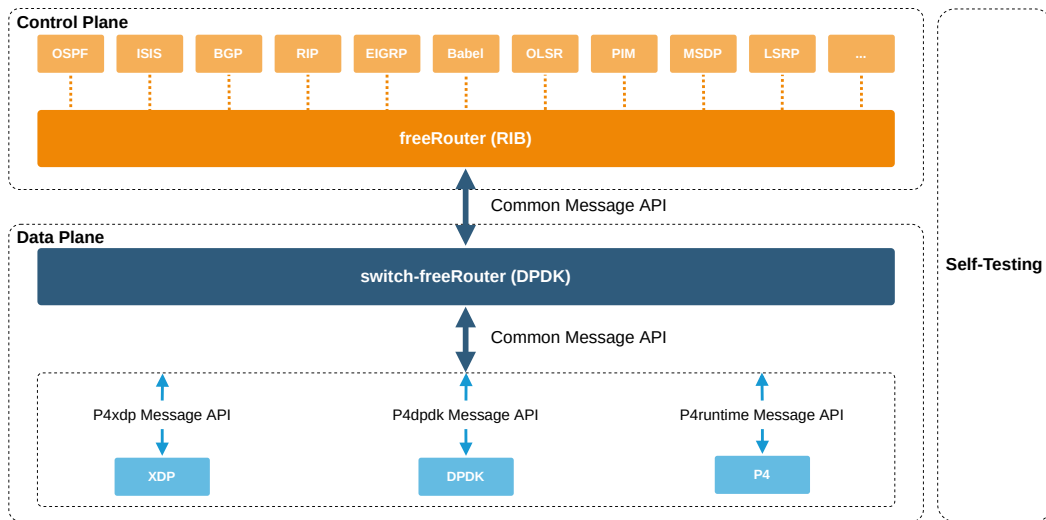 Control Plane
OSPF ISIS BGP RIP EIGRP Babel OLSR PIM MSDP LSRP ...
freeRouter (RIB)
Common Message API
Data Plane
switch-freeRouter (DPDK)
Self-Testing
Common Message API
P4xdp Message API P4dpdk Message API P4runtime Message API
XDP DPDK P4